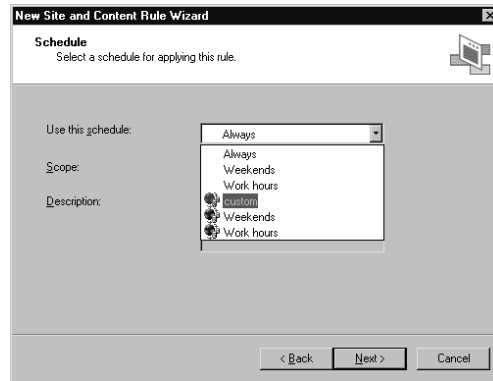 New Site and Content Rule Wizard
Schedule
Select a schedule for applying this rule.
Use this schedule:
Always
Always
Weekends
Work hours
custom
Weekends
Work hours
Scope:
Description:
< Back
Next >
Cancel